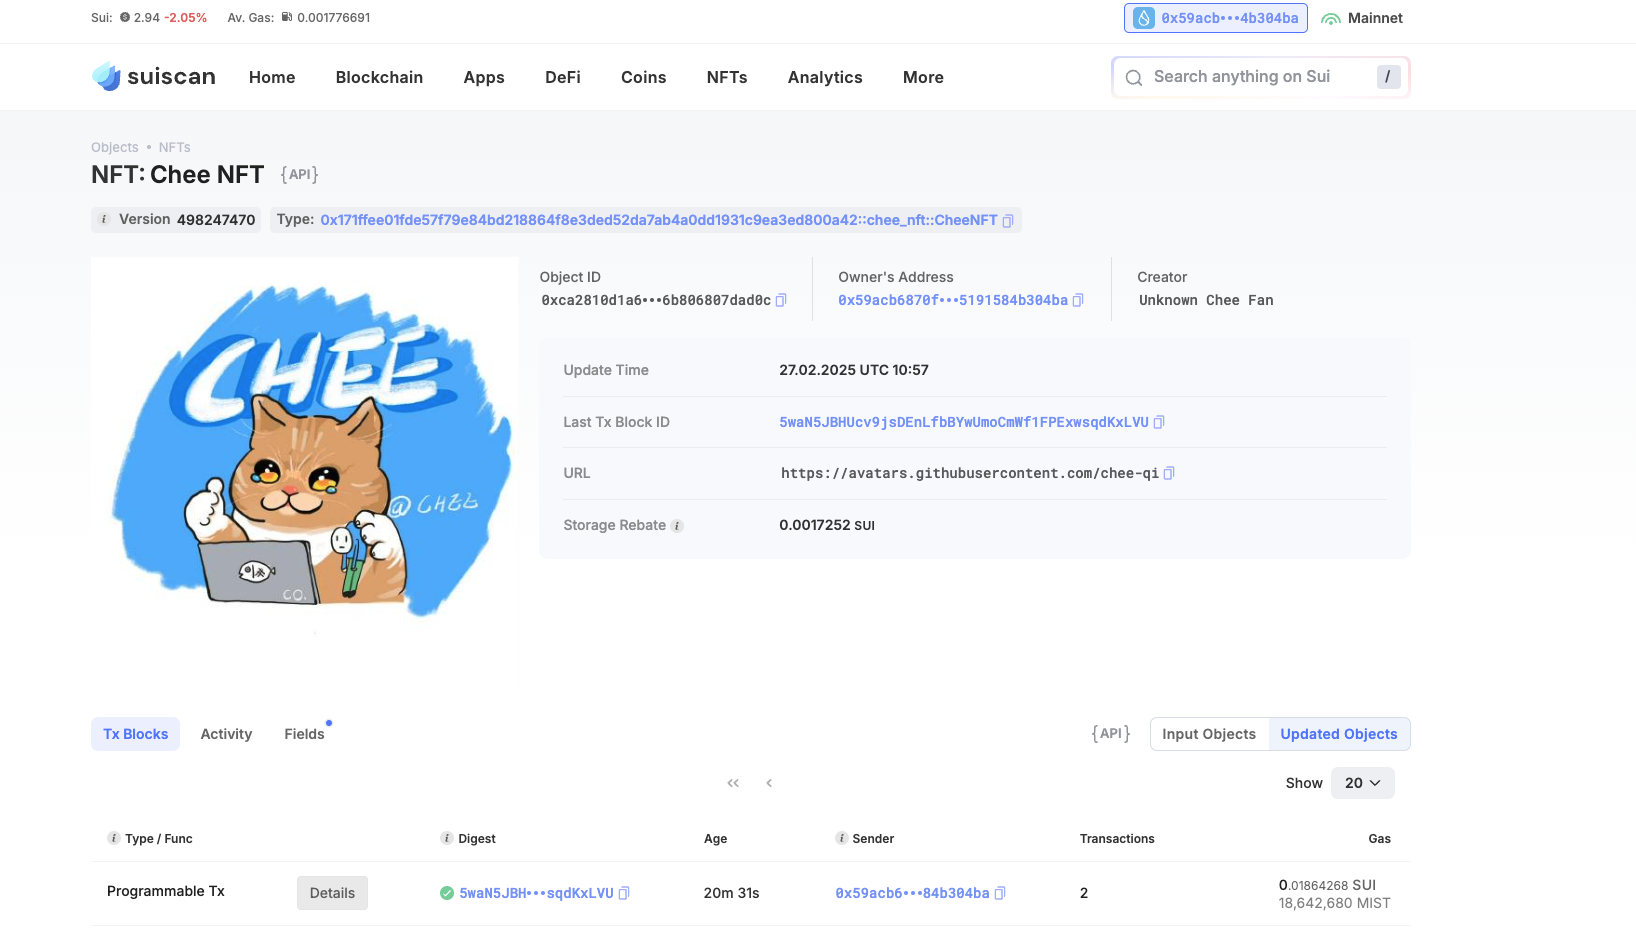 Sui: 2.94 -2.05% Av. Gas: 0.001776691
0x59acb•••4b304ba Mainnet
suiscan Home Blockchain Apps DeFi Coins NFTs Analytics More Search anything on Sui /
Objects • NFTs
NFT: Chee NFT {API}
i Version 498247470 Type: 0x171ffee01fde57f79e84bd218864f8e3ded52da7ab4a0dd1931c9ea3ed800a42::chee_nft::CheeNFT
CHEE
@CHEE
CO.
Object ID
0xca2810d1a6•••6b806807dad0c
Owner's Address
0x59acb6870f•••5191584b304ba
Creator
Unknown Chee Fan
Update Time 27.02.2025 UTC 10:57
Last Tx Block ID 5waN5JBHUcv9jsDEnLfbBYwUmoCmWf1FPExwsqdKxLVU
URL https://avatars.githubusercontent.com/chee-qi
Storage Rebate i 0.0017252 SUI
Tx Blocks Activity Fields {API} Input Objects Updated Objects
« ‹ Show 20
i Type / Func i Digest Age i Sender Transactions Gas
Programmable Tx Details 5waN5JBH•••sqdKxLVU 20m 31s 0x59acb6•••84b304ba 2 0.01864268 SUI
18,642,680 MIST